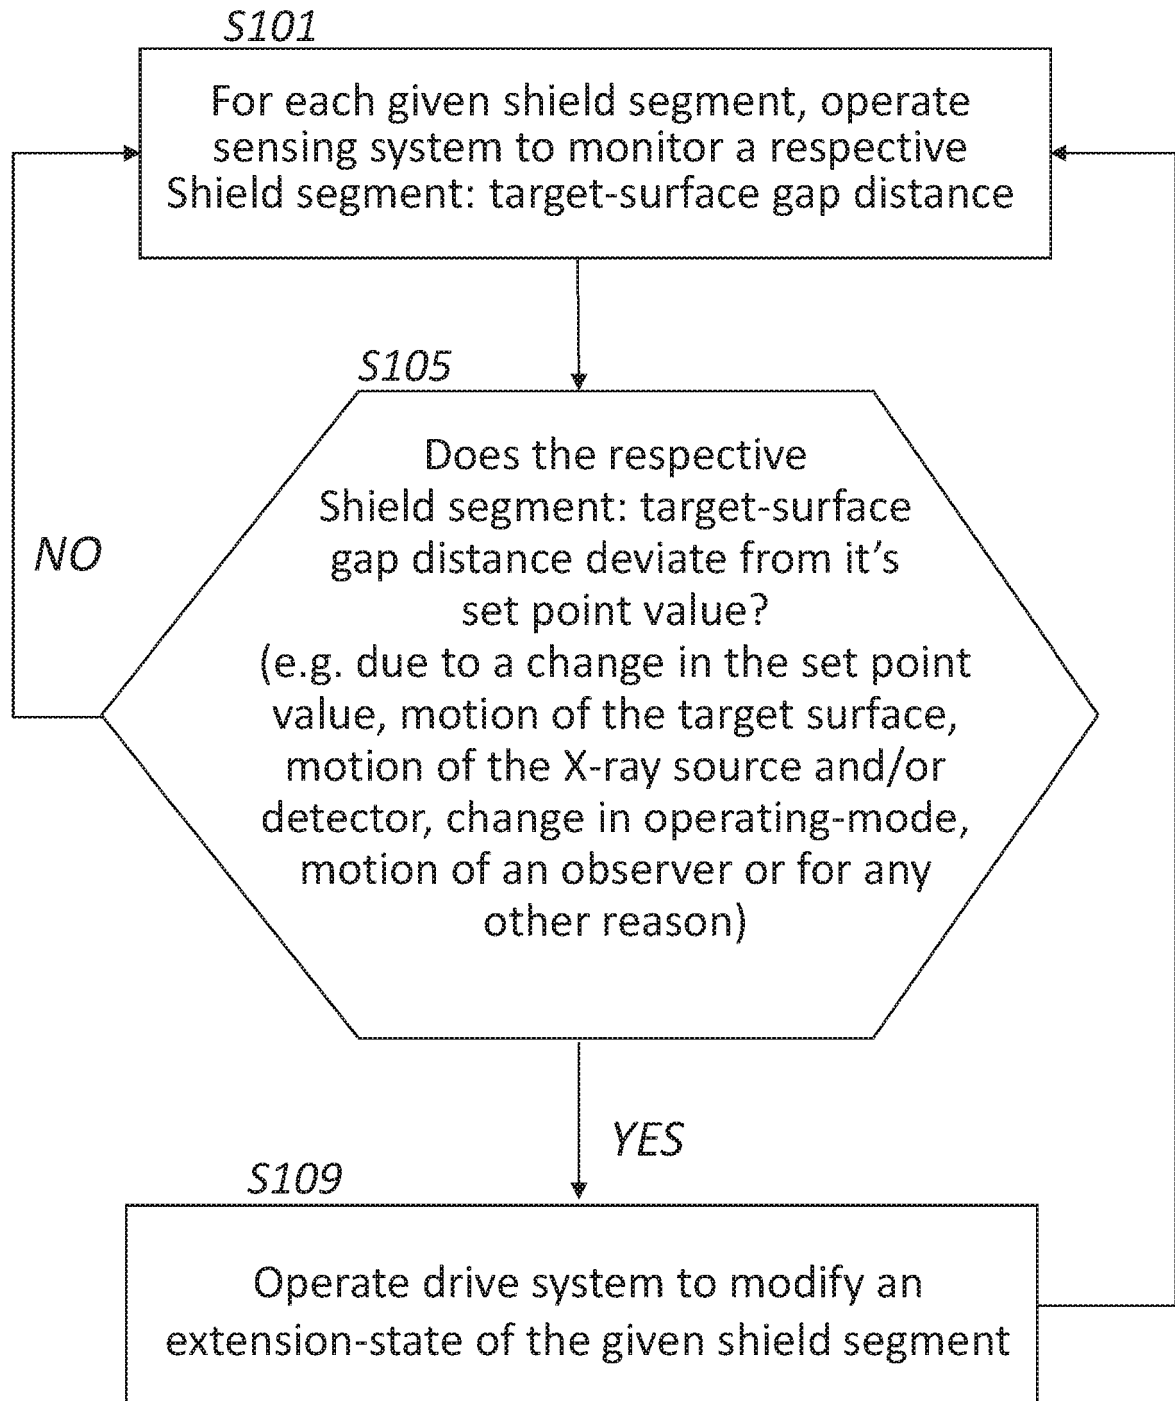 S101
For each given shield segment, operate
sensing system to monitor a respective
Shield segment: target-surface gap distance
S105
Does the respective
Shield segment: target-surface
gap distance deviate from it's
set point value?
(e.g. due to a change in the set point
value, motion of the target surface,
motion of the X-ray source and/or
detector, change in operating-mode,
motion of an observer or for any
other reason)
NO
YES
S109
Operate drive system to modify an
extension-state of the given shield segment